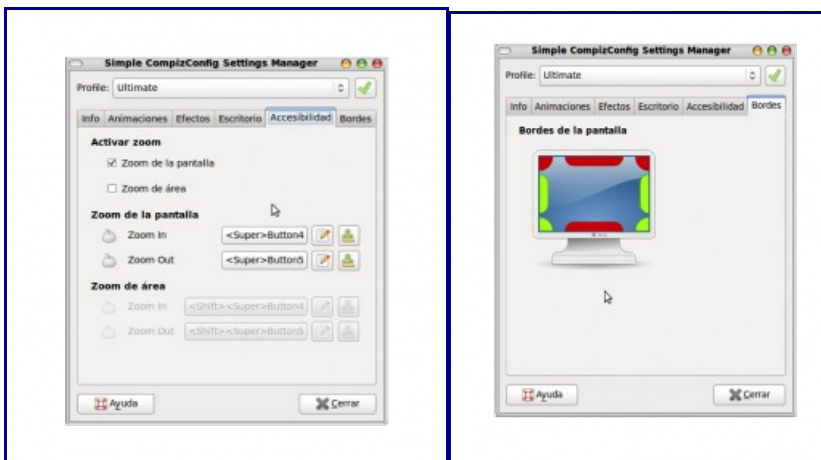 Simple CompizConfig Settings Manager
Profile: Ultimate
Info Animaciones Efectos Escritorio Accesibilidad Bordes
Activar zoom
Zoom de la pantalla
Zoom de área
Zoom de la pantalla
Zoom In <Super>Button4
Zoom Out <Super>Button5
Zoom de área
Zoom In <Shift><Super>Button4
Zoom Out <Shift><Super>Button5
Ayuda Cerrar
Simple CompizConfig Settings Manager
Profile: Ultimate
Info Animaciones Efectos Escritorio Accesibilidad Bordes
Bordes de la pantalla
Ayuda Cerrar